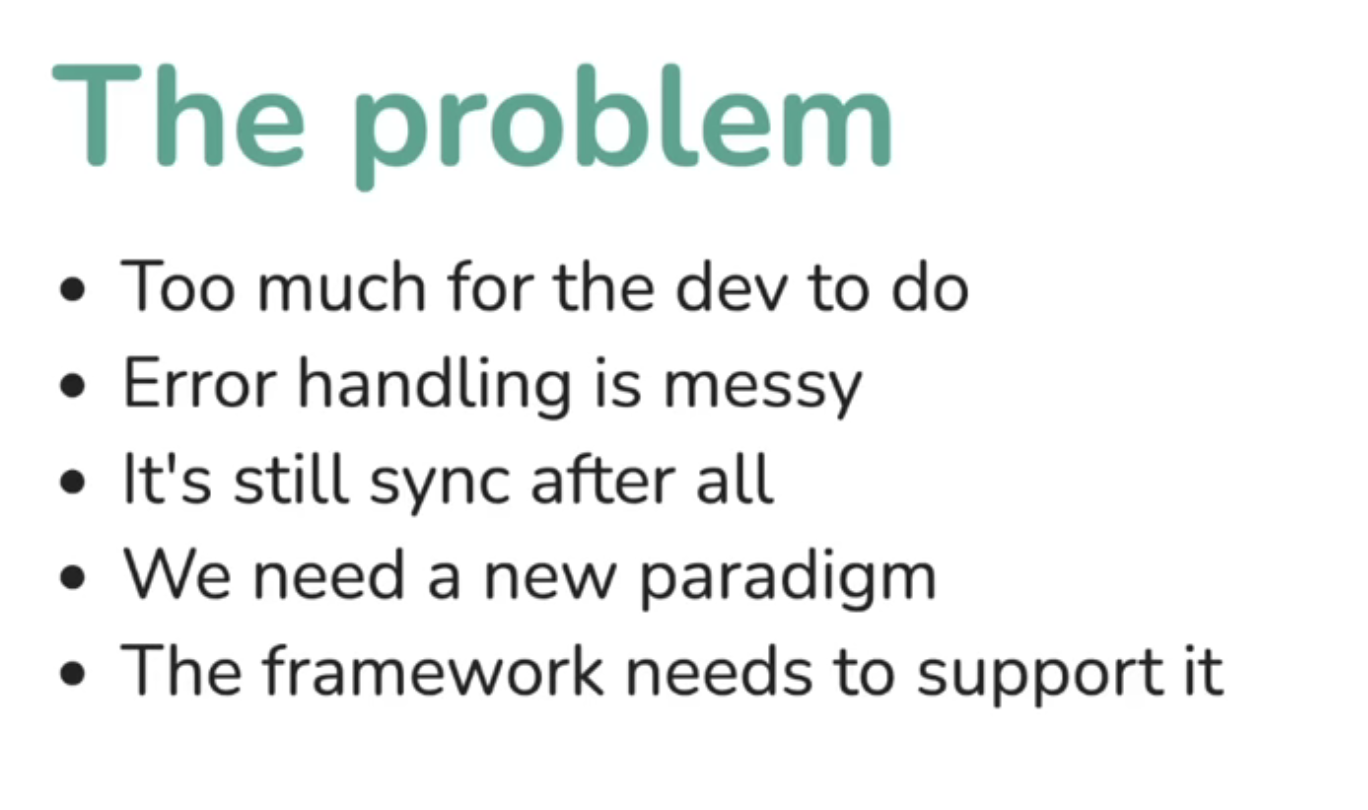 The problem
• Too much for the dev to do
• Error handling is messy
• It's still sync after all
• We need a new paradigm
• The framework needs to support it